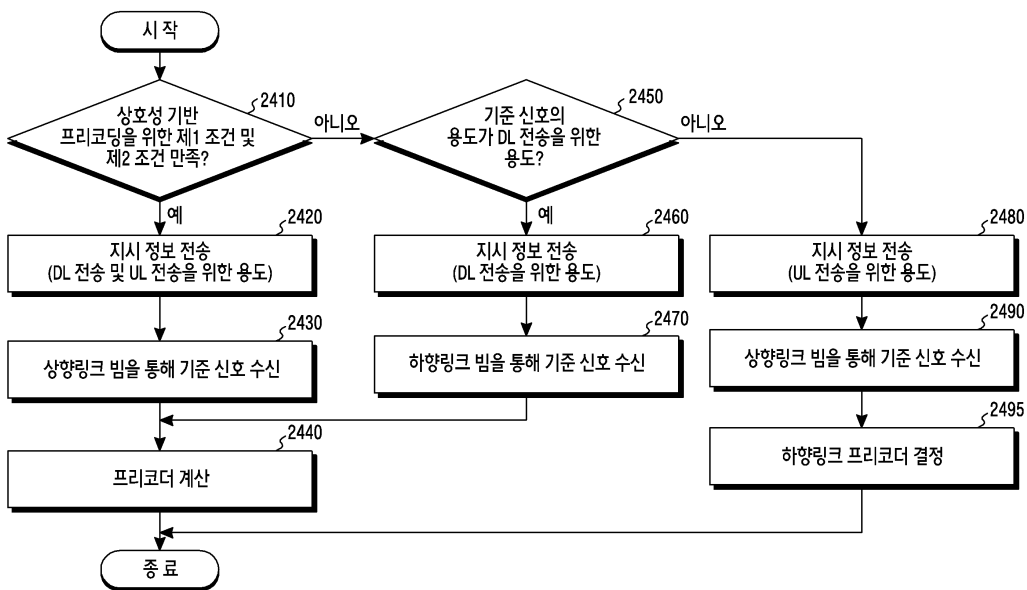 시 작
2410
상호성 기반
프리코딩을 위한 제1 조건 및
제2 조건 만족?
아니오
예
2450
기준 신호의
용도가 DL 전송을 위한
용도?
아니오
예
2420
지시 정보 전송
(DL 전송 및 UL 전송을 위한 용도)
2460
지시 정보 전송
(DL 전송을 위한 용도)
2480
지시 정보 전송
(UL 전송을 위한 용도)
2430
상향링크 빔을 통해 기준 신호 수신
2470
하향링크 빔을 통해 기준 신호 수신
2490
상향링크 빔을 통해 기준 신호 수신
2440
프리코더 계산
2495
하향링크 프리코더 결정
종 료